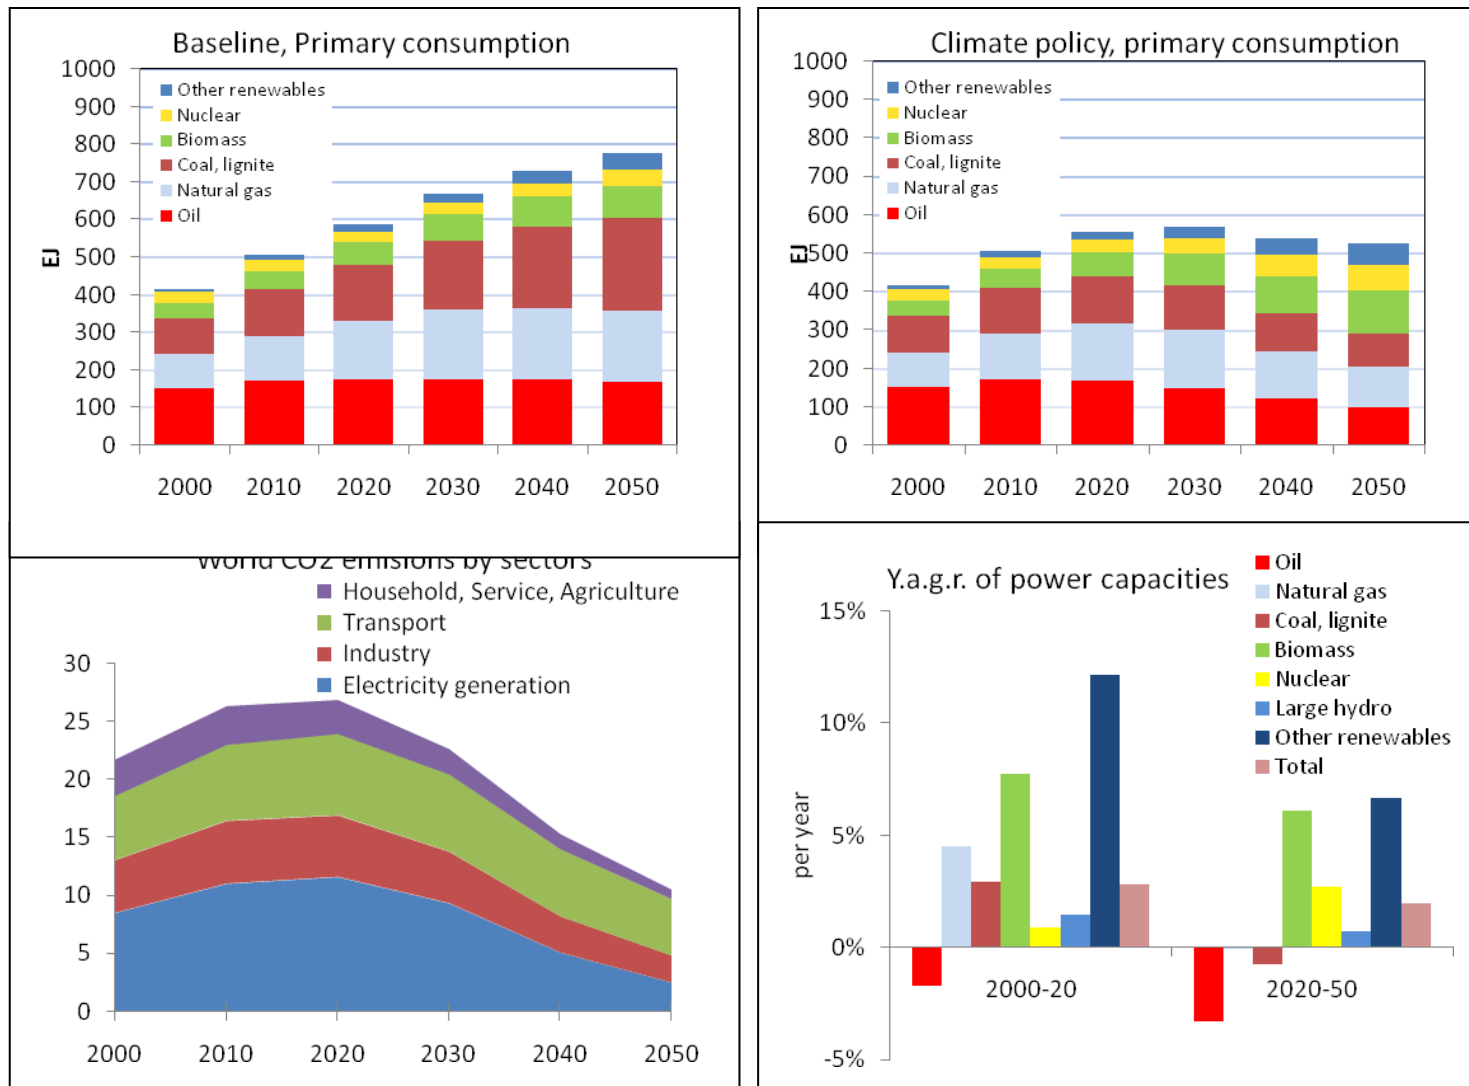 Baseline, Primary consumption
1000
900
800
700
600
500
400
300
200
100
0
EJ
Other renewables
Nuclear
Biomass
Coal, lignite
Natural gas
Oil
2000 2010 2020 2030 2040 2050
Climate policy, primary consumption
1000
900
800
700
600
500
400
300
200
100
0
EJ
Other renewables
Nuclear
Biomass
Coal, lignite
Natural gas
Oil
2000 2010 2020 2030 2040 2050
World CO2 emissions by sectors
Household, Service, Agriculture
Transport
Industry
Electricity generation
30
25
20
15
10
5
0
2000 2010 2020 2030 2040 2050
Y.a.g.r. of power capacities
Oil
Natural gas
Coal, lignite
Biomass
Nuclear
Large hydro
Other renewables
Total
15%
10%
5%
0%
-5%
per year
2000-20 2020-50